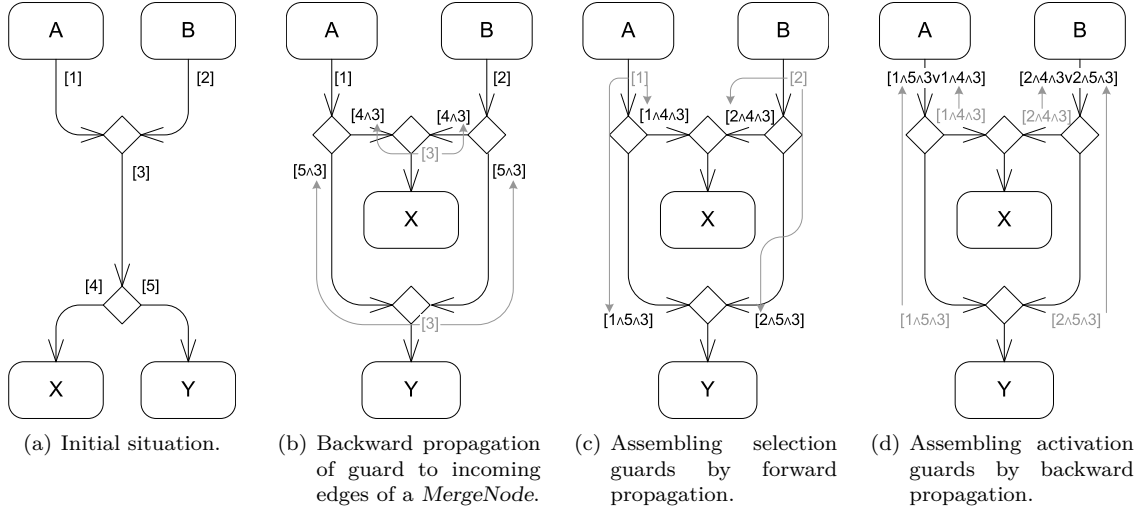 A
B
[1]
[2]
[3]
[4]
[5]
X
Y
(a) Initial situation.
A
B
[1]
[2]
[4∧3]
[4∧3]
[3]
[5∧3]
[5∧3]
X
[3]
Y
(b) Backward propagation
of guard to incoming
edges of a MergeNode.
A
B
[1]
[2]
[1∧4∧3]
[2∧4∧3]
X
[1∧5∧3]
[2∧5∧3]
Y
(c) Assembling selection
guards by forward
propagation.
A
B
[1∧5∧3∨1∧4∧3]
[2∧4∧3∨2∧5∧3]
[1∧4∧3]
[2∧4∧3]
X
[1∧5∧3]
[2∧5∧3]
Y
(d) Assembling activation
guards by backward
propagation.